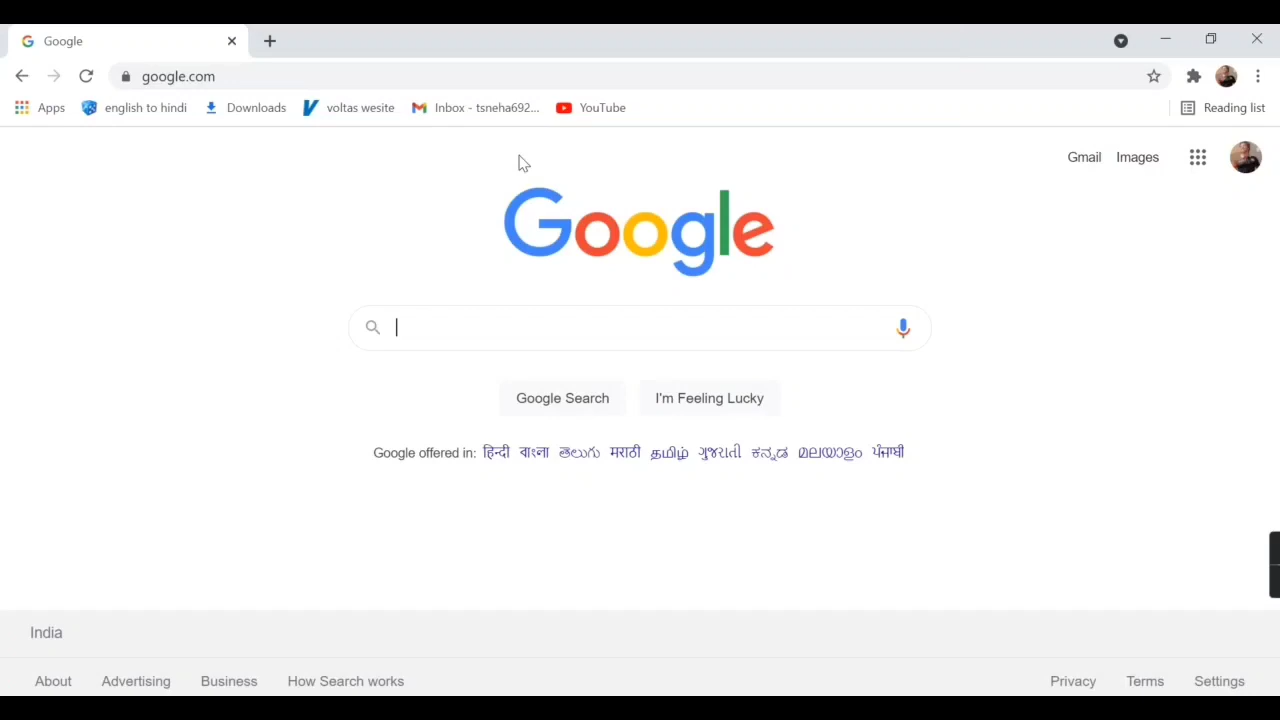 Google
google.com
Apps english to hindi Downloads voltas wesite Inbox - tsneha692... YouTube Reading list
Gmail Images
Google
Google Search I'm Feeling Lucky
Google offered in: हिन्दी বাংলা తెలుగు मराठी தமிழ் ગુજરાતી ಕನ್ನಡ മലയാളം ਪੰਜਾਬੀ
India
About Advertising Business How Search works Privacy Terms Settings